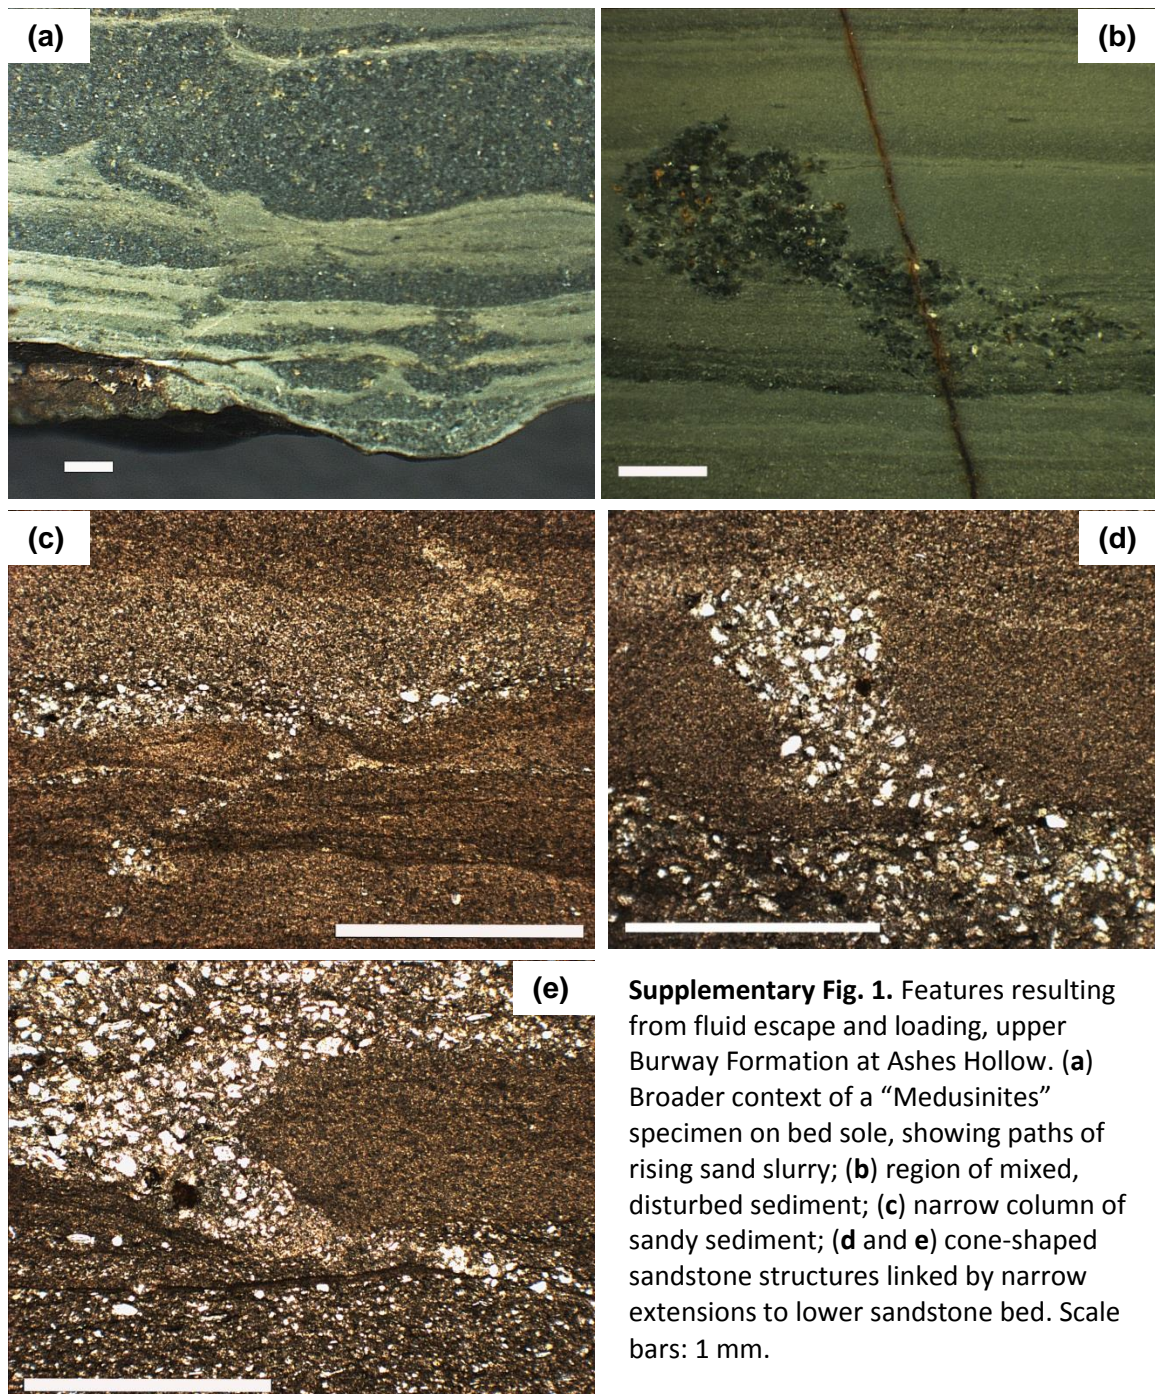 (a)
(b)
(c)
(d)
(e)
Supplementary Fig. 1. Features resulting
from fluid escape and loading, upper
Burway Formation at Ashes Hollow. (a)
Broader context of a “Medusinites”
specimen on bed sole, showing paths of
rising sand slurry; (b) region of mixed,
disturbed sediment; (c) narrow column of
sandy sediment; (d and e) cone-shaped
sandstone structures linked by narrow
extensions to lower sandstone bed. Scale
bars: 1 mm.